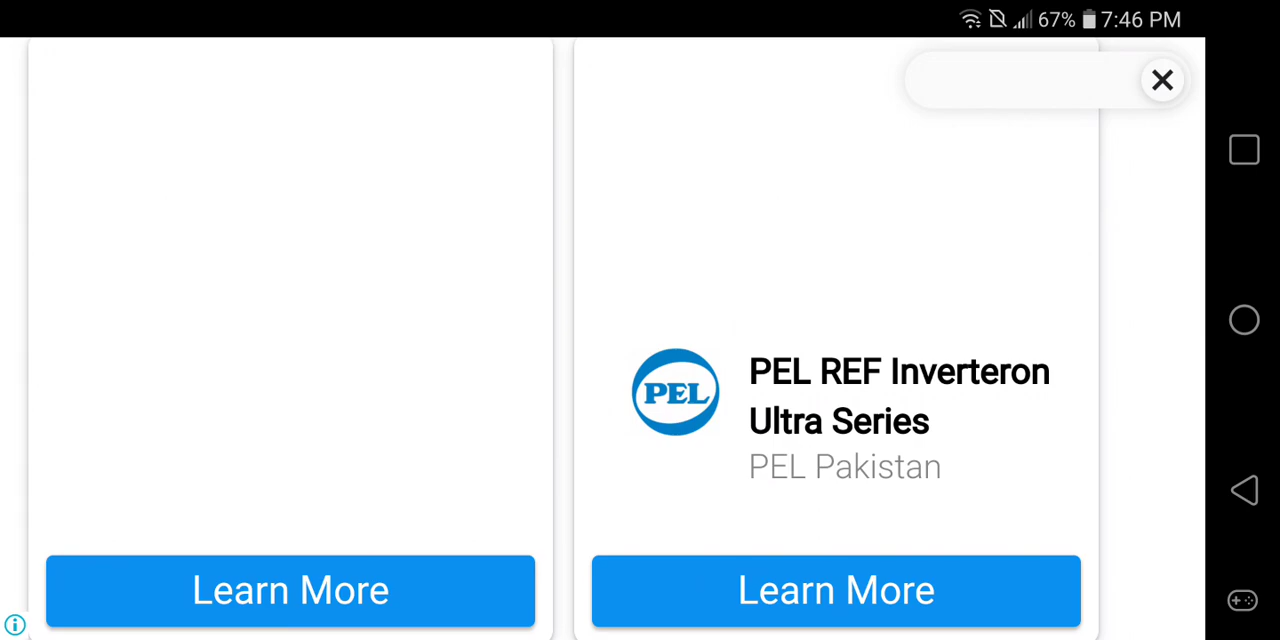 67% 7:46 PM
PEL
PEL REF Inverteron
Ultra Series
PEL Pakistan
Learn More
Learn More